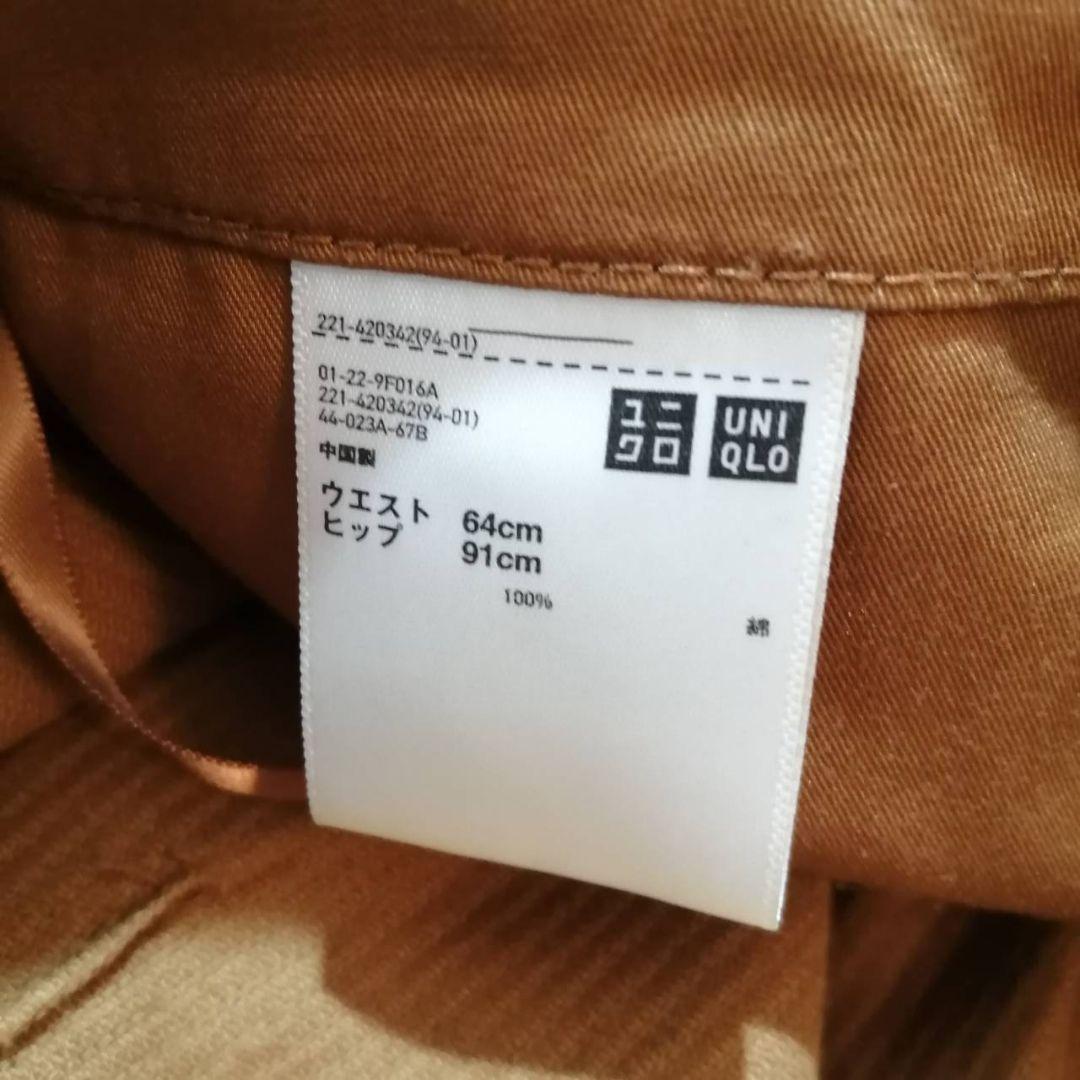 221-420342(94-01)
01-22-9F016A
221-420342(94-01)
44-023A-67B
中国製
ユニ
クロ
UNI
QLO
ウエスト 64cm
ヒップ 91cm
100%
綿